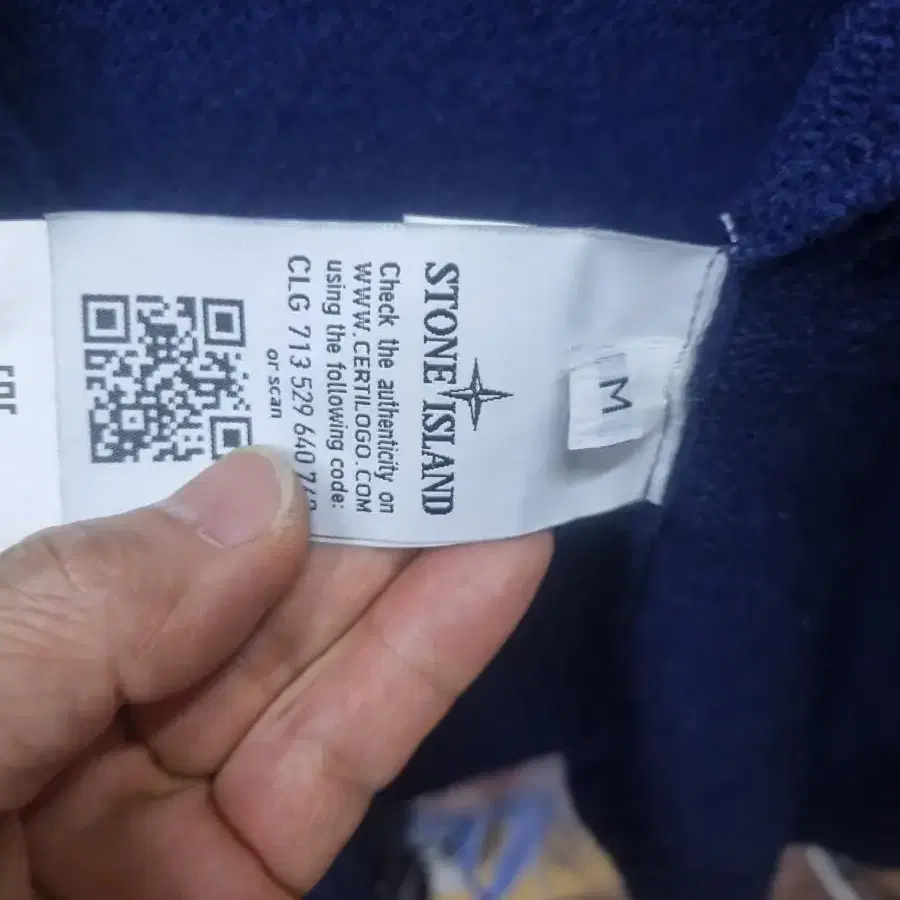 M
STONE ISLAND
Check the authenticity on
WWW.CERTILOGO.COM
using the following code:
CLG 713 529 640
or scan